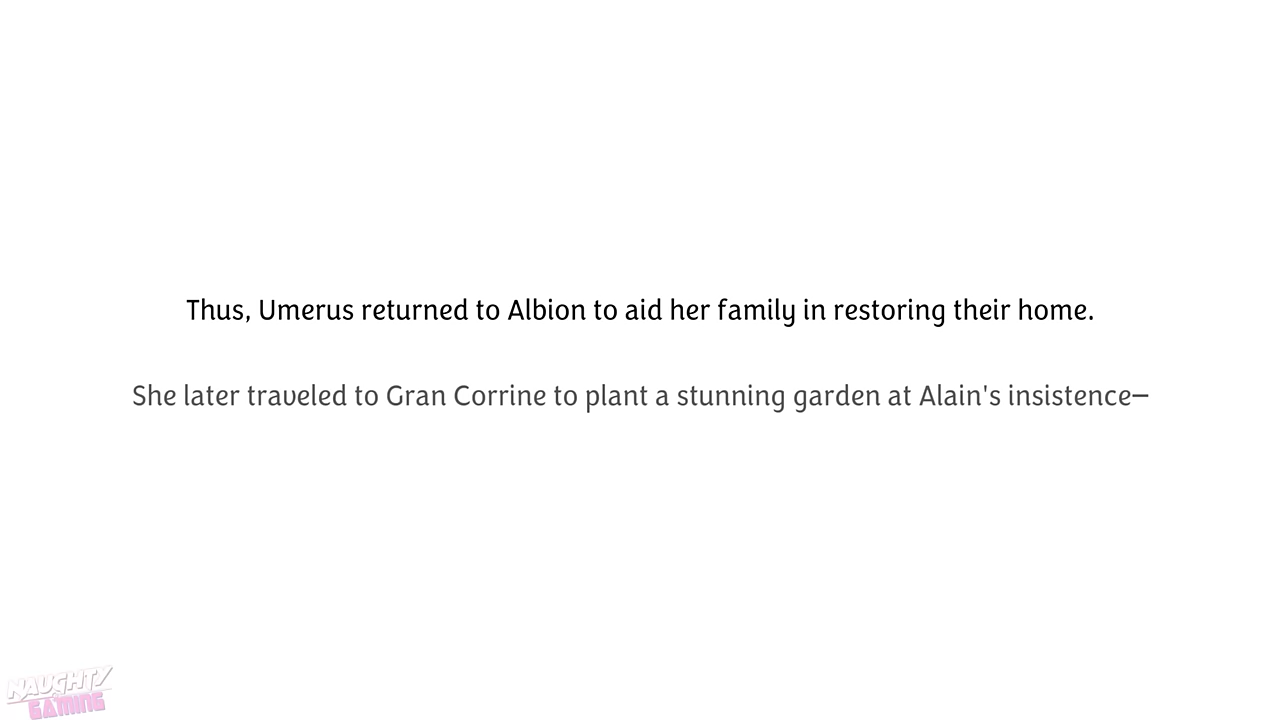 Thus, Umerus returned to Albion to aid her family in restoring their home.
She later traveled to Gran Corrine to plant a stunning garden at Alain's insistence—
NAUGHTY
GAMING